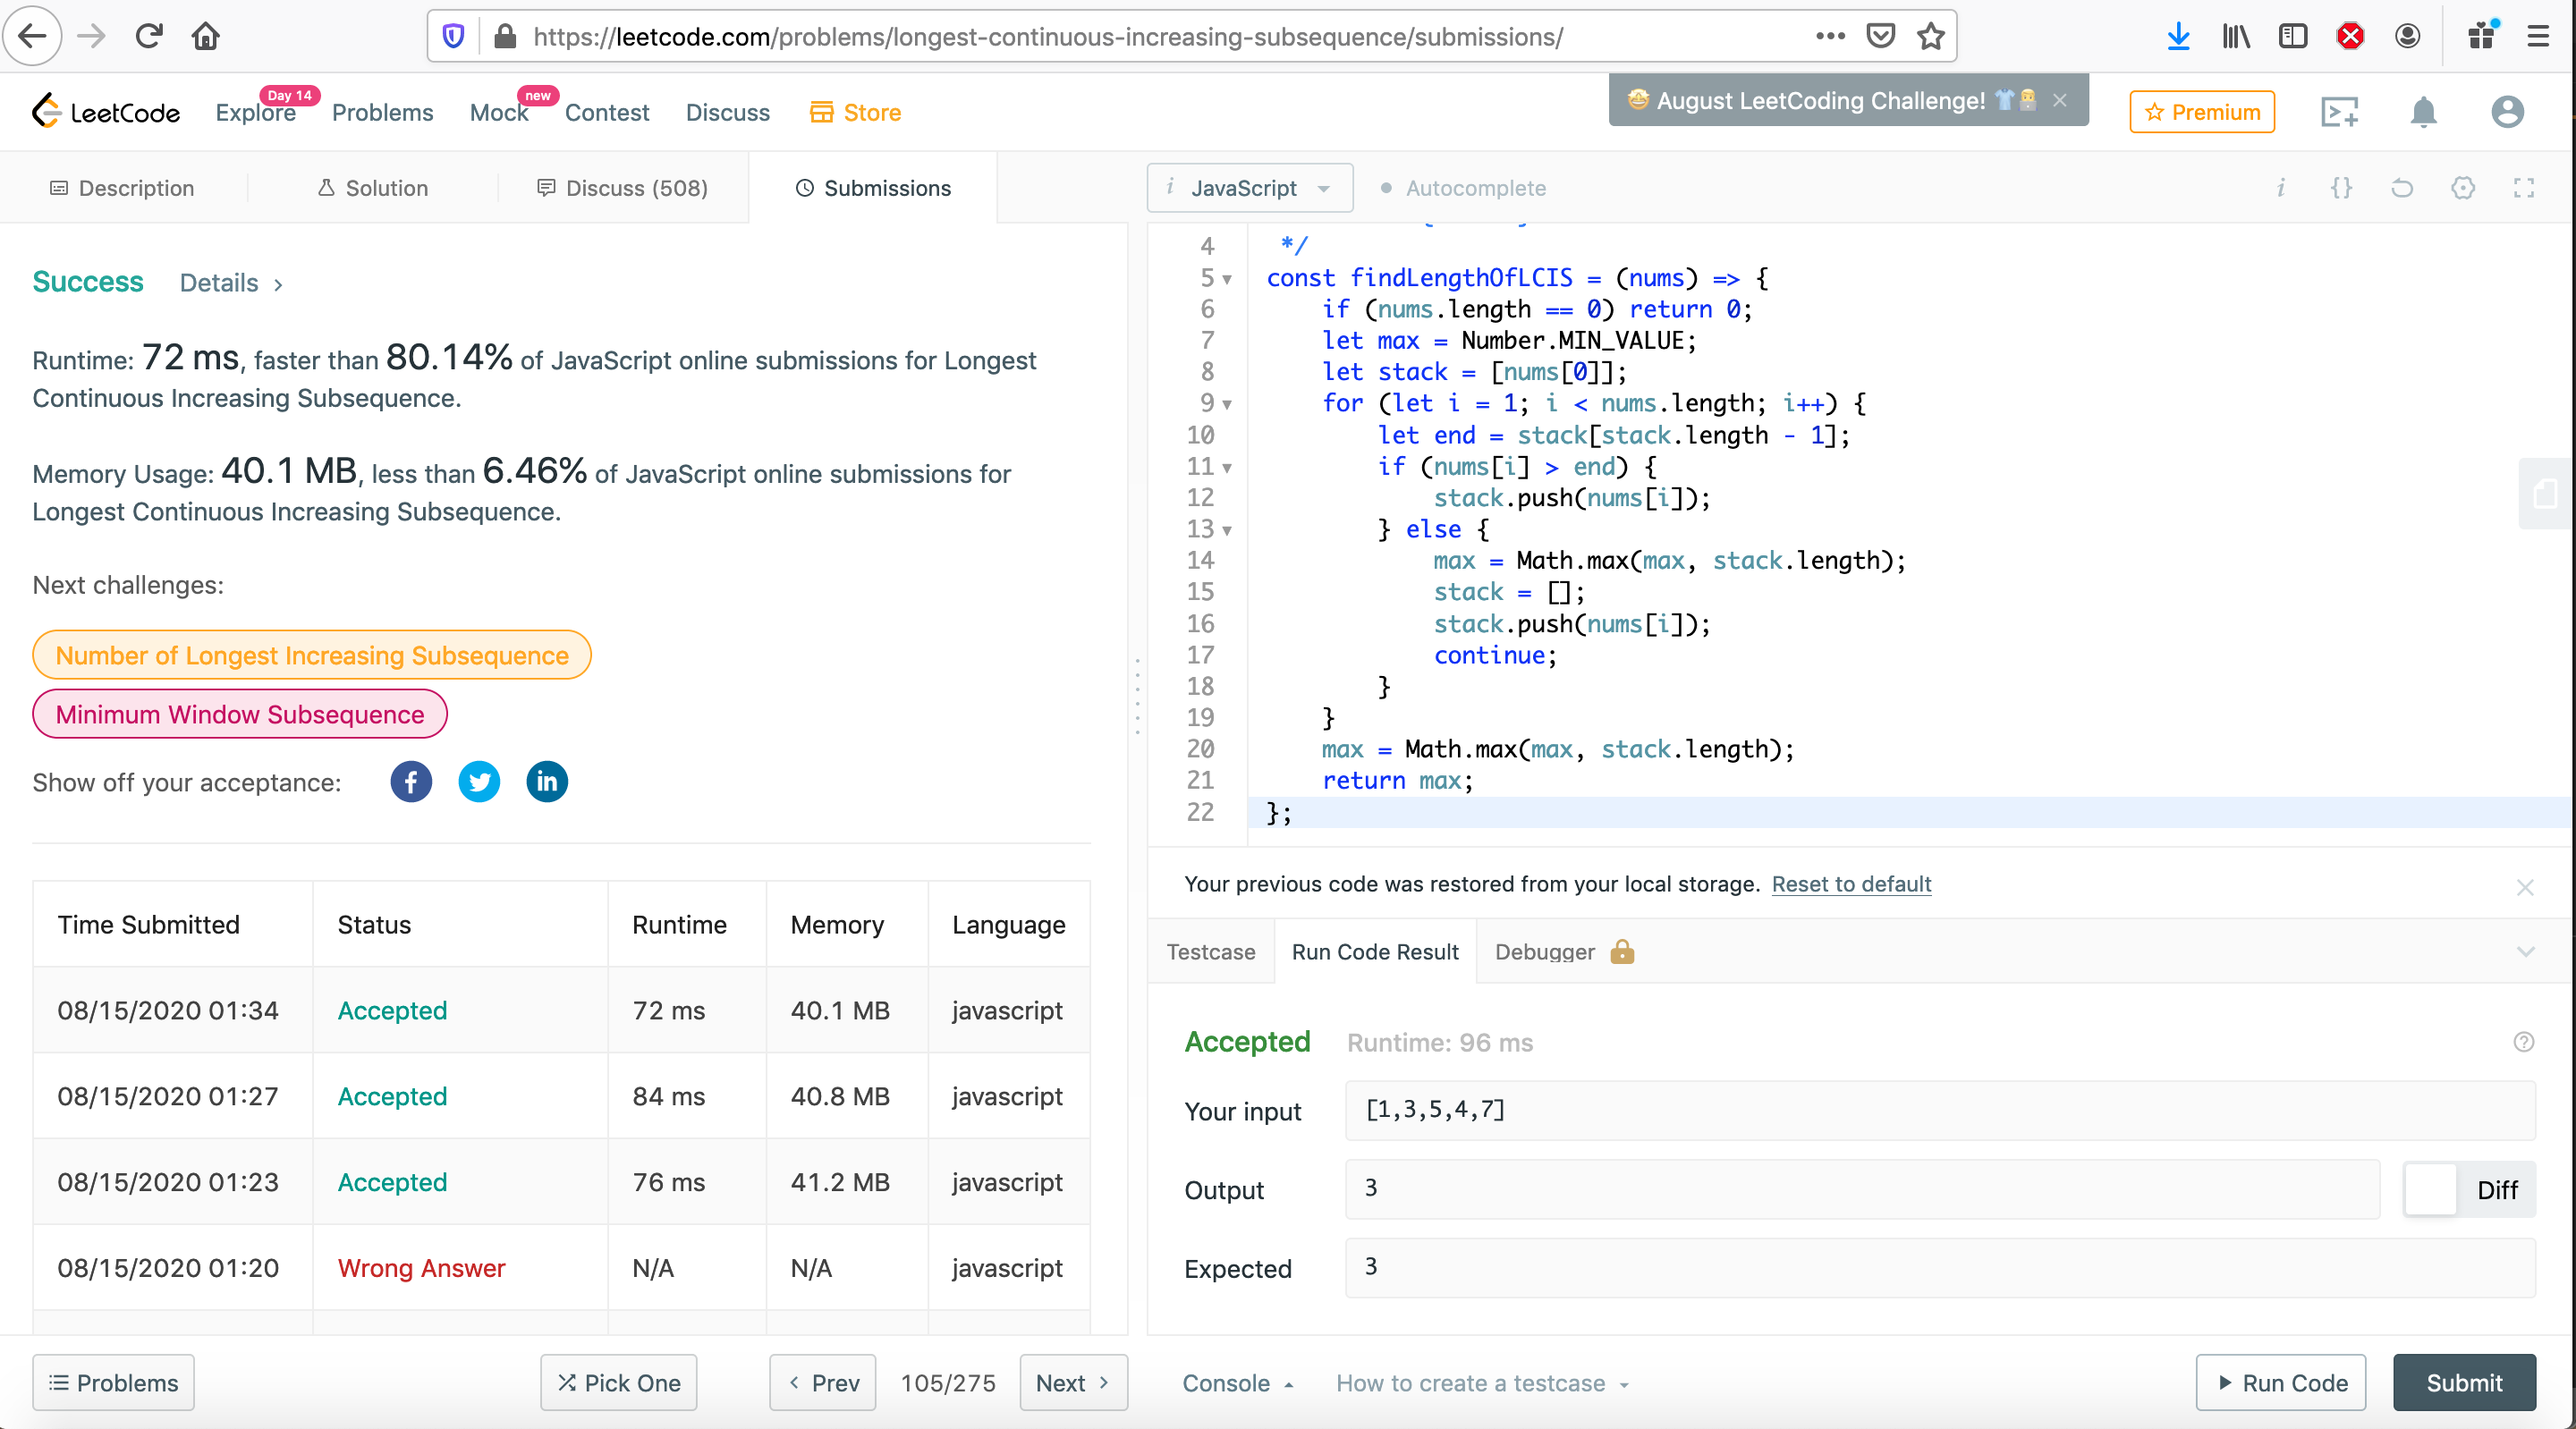 https://leetcode.com/problems/longest-continuous-increasing-subsequence/submissions/
LeetCode
Explore
Day 14
Problems
Mock
new
Contest
Discuss
Store
August LeetCoding Challenge!
Premium
Description
Solution
Discuss (508)
Submissions
Success
Details
Runtime: 72 ms, faster than 80.14% of JavaScript online submissions for Longest
Continuous Increasing Subsequence.
Memory Usage: 40.1 MB, less than 6.46% of JavaScript online submissions for
Longest Continuous Increasing Subsequence.
Next challenges:
Number of Longest Increasing Subsequence
Minimum Window Subsequence
Show off your acceptance:
Time Submitted Status Runtime Memory Language
08/15/2020 01:34 Accepted 72 ms 40.1 MB javascript
08/15/2020 01:27 Accepted 84 ms 40.8 MB javascript
08/15/2020 01:23 Accepted 76 ms 41.2 MB javascript
08/15/2020 01:20 Wrong Answer N/A N/A javascript
Problems
Pick One
Prev
105/275
Next
i JavaScript
Autocomplete
i {}
4 */
5 const findLengthOfLCIS = (nums) => {
6 if (nums.length == 0) return 0;
7 let max = Number.MIN_VALUE;
8 let stack = [nums[0]];
9 for (let i = 1; i < nums.length; i++) {
10 let end = stack[stack.length - 1];
11 if (nums[i] > end) {
12 stack.push(nums[i]);
13 } else {
14 max = Math.max(max, stack.length);
15 stack = [];
16 stack.push(nums[i]);
17 continue;
18 }
19 }
20 max = Math.max(max, stack.length);
21 return max;
22 };
Your previous code was restored from your local storage. Reset to default
Testcase
Run Code Result
Debugger
Accepted Runtime: 96 ms
Your input [1,3,5,4,7]
Output 3
Diff
Expected 3
Console
How to create a testcase
Run Code
Submit